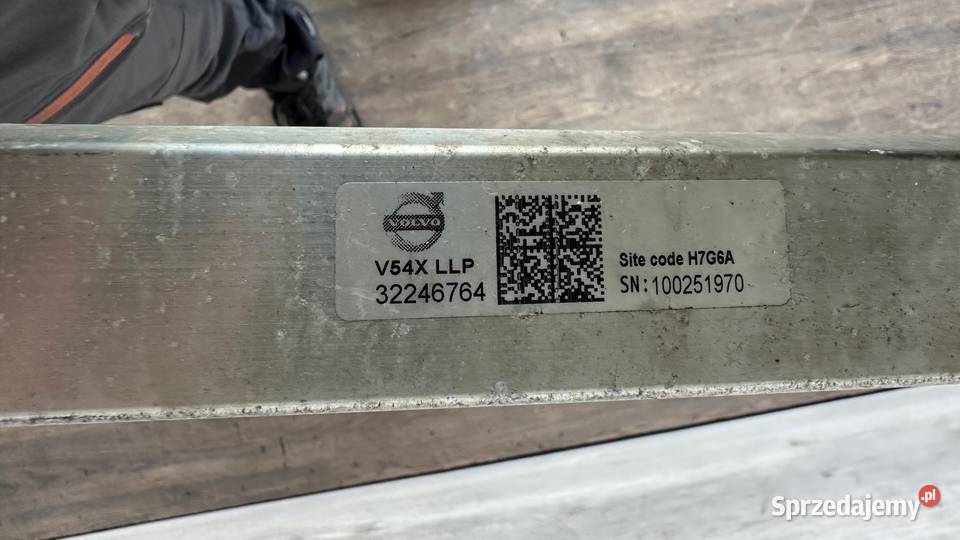 VOLVO
V54X LLP
32246764
Site code H7G6A
SN:100251970
Sprzedajemy.pl